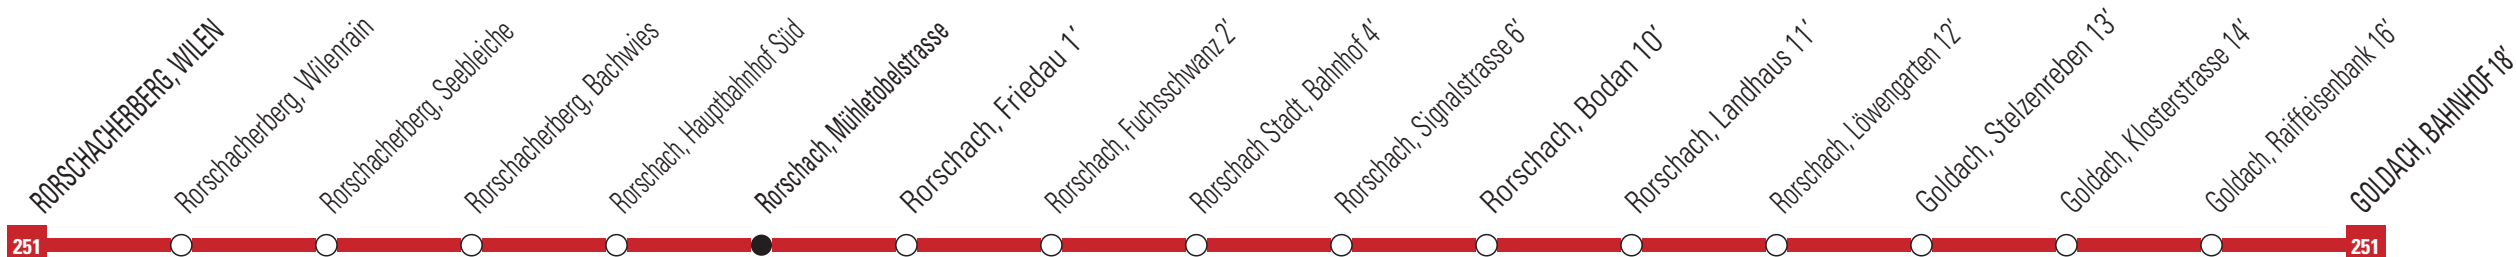 RORSCHACHERBERG, WILEN
Rorschacherberg, Wilenrain
Rorschacherberg, Seebleiche
Rorschacherberg, Bachwies
Rorschach, Hauptbahnhof Süd
Rorschach, Mühletobelstrasse
Rorschach, Friedau 1′
Rorschach, Fuchsschwanz 2′
Rorschach Stadt, Bahnhof 4′
Rorschach, Signalstrasse 6′
Rorschach, Bodan 10′
Rorschach, Landhaus 11′
Rorschach, Löwengarten 12′
Goldach, Stelzenreben 13′
Goldach, Klosterstrasse 14′
Goldach, Raiffeisenbank 16′
GOLDACH, BAHNHOF 18′
251
251